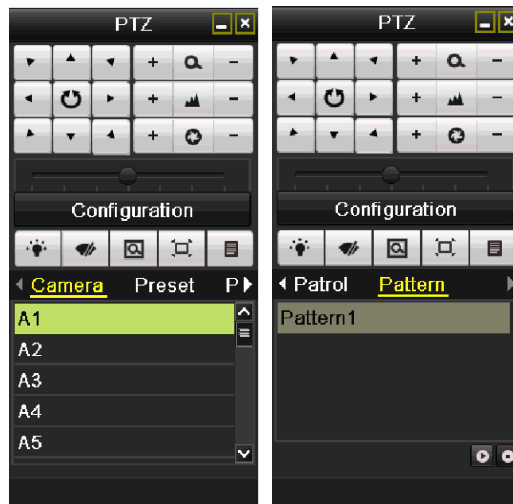 PTZ
+ -
+ -
+ -
Configuration
Camera Preset P
A1
A2
A3
A4
A5
PTZ
+ -
+ -
+ -
Configuration
Patrol Pattern
Pattern1